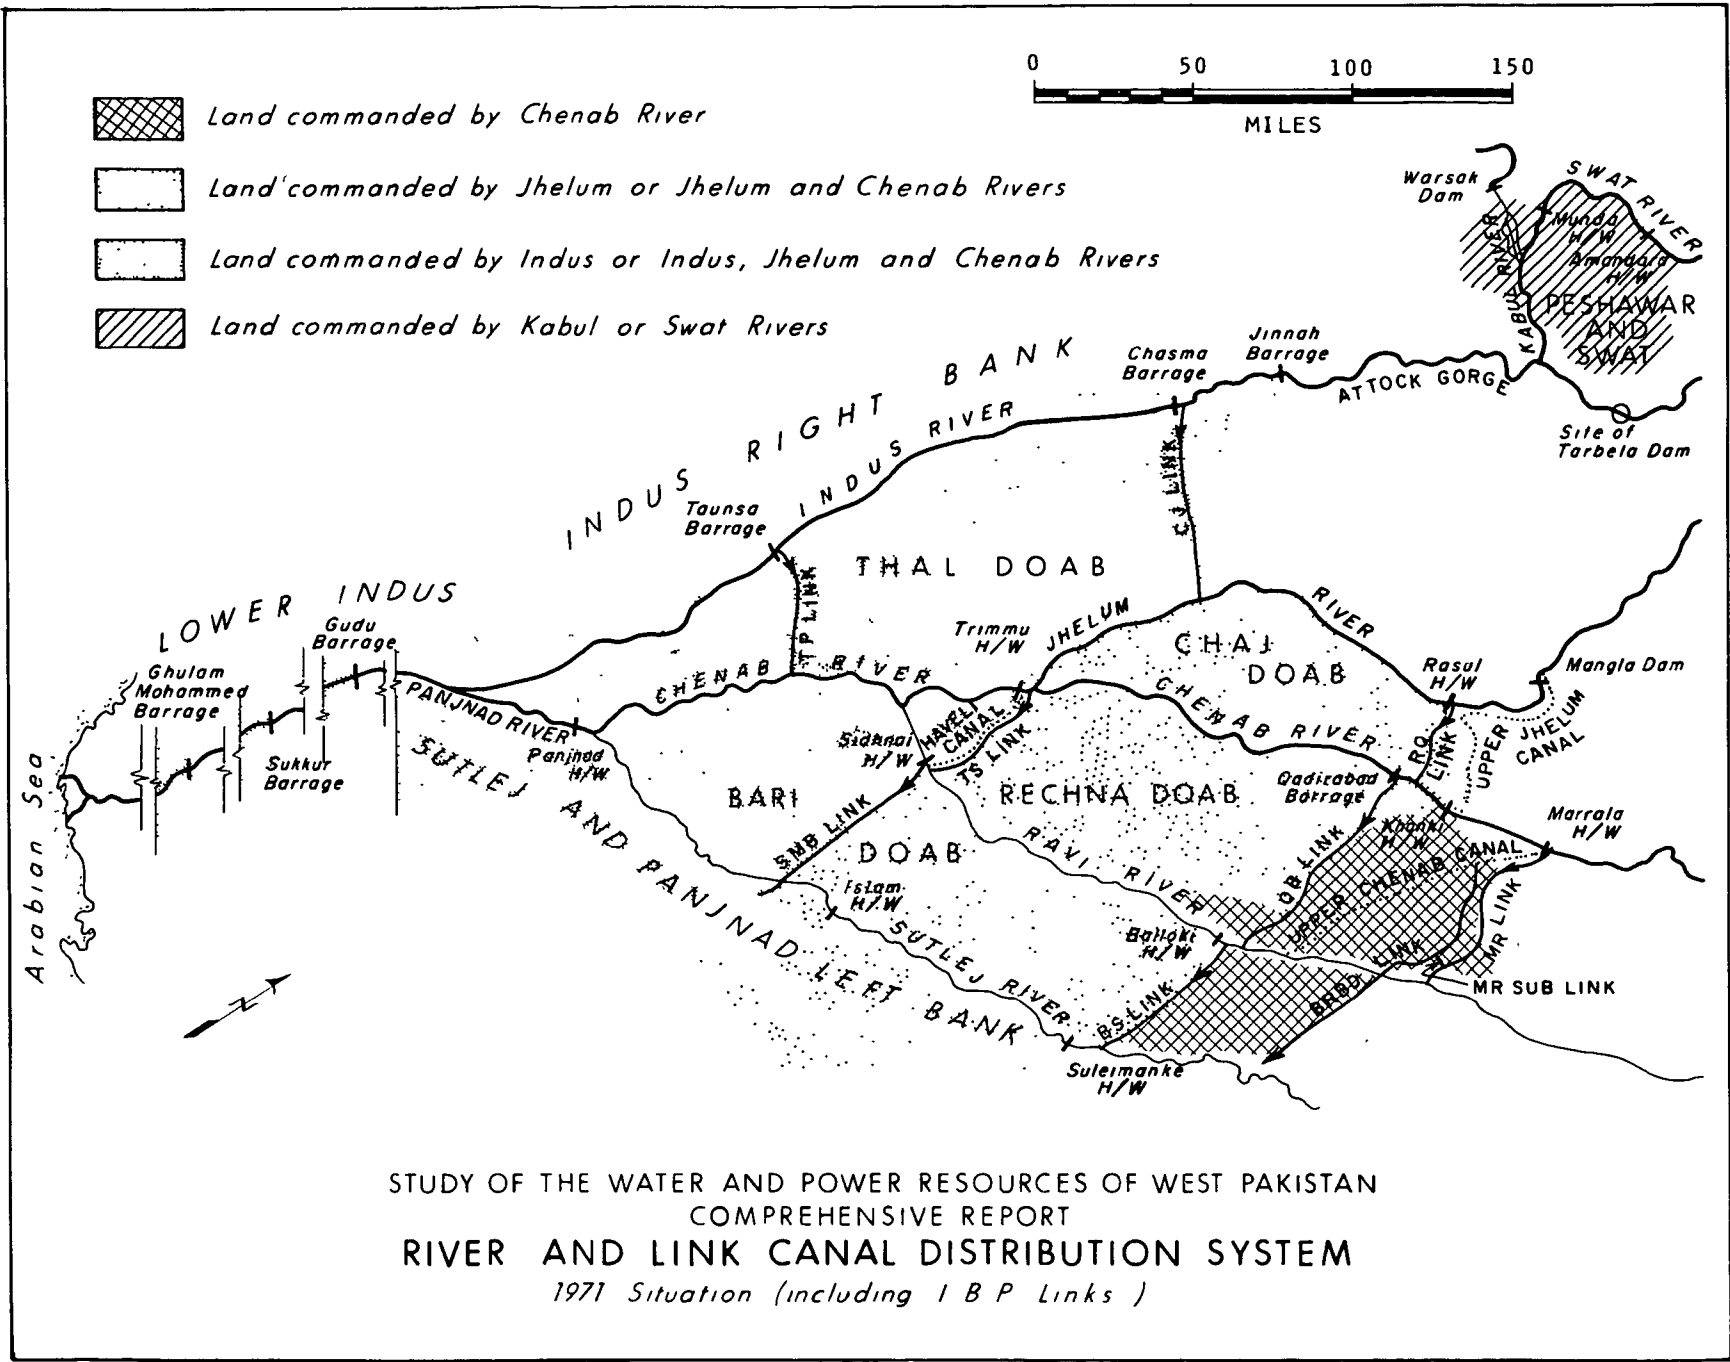 0 50 100 150
MILES
Land commanded by Chenab River
Land commanded by Jhelum or Jhelum and Chenab Rivers
Land commanded by Indus or Indus, Jhelum and Chenab Rivers
Land commanded by Kabul or Swat Rivers
Warsak
Dam
SWAT RIVER
KABUL RIVER
Munda
H/W
Amandara
H/W
PESHAWAR
AND
SWAT
INDUS RIGHT BANK
Chasma
Barrage
Jinnah
Barrage
ATTOCK GORGE
Site of
Tarbela Dam
INDUS RIVER
CJ LINK
Taunsa
Barrage
TP LINK
THAL DOAB
LOWER INDUS
Gudu
Barrage
Ghulam
Mohammed
Barrage
Sukkur
Barrage
Arabian Sea
PANJNAD RIVER
Panjnad
H/W
CHENAB RIVER
Trimmu
H/W
JHELUM RIVER
CHAJ
DOAB
Rasul
H/W
Mangla Dam
UPPER
JHELUM
CANAL
RQ
LINK
CHENAB RIVER
Sidhnai
H/W
HAVELI
CANAL
TS LINK
RECHNA DOAB
Qadirabad
Barrage
Khanki
H/W
Marrala
H/W
BARI
DOAB
SMB LINK
RAVI RIVER
QB LINK
UPPER CHENAB CANAL
MR LINK
Islam
H/W
SUTLEJ RIVER
Balloki
H/W
BRBD LINK
MR SUB LINK
BS LINK
Suleimanke
H/W
SUTLEJ AND PANJNAD LEFT BANK
N
STUDY OF THE WATER AND POWER RESOURCES OF WEST PAKISTAN
COMPREHENSIVE REPORT
RIVER AND LINK CANAL DISTRIBUTION SYSTEM
1971 Situation (including I B P Links )